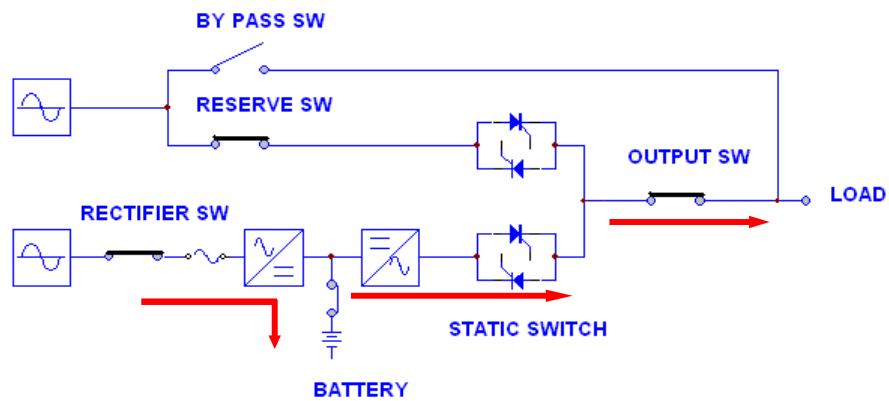 BY PASS SW
RESERVE SW
OUTPUT SW
LOAD
RECTIFIER SW
STATIC SWITCH
BATTERY